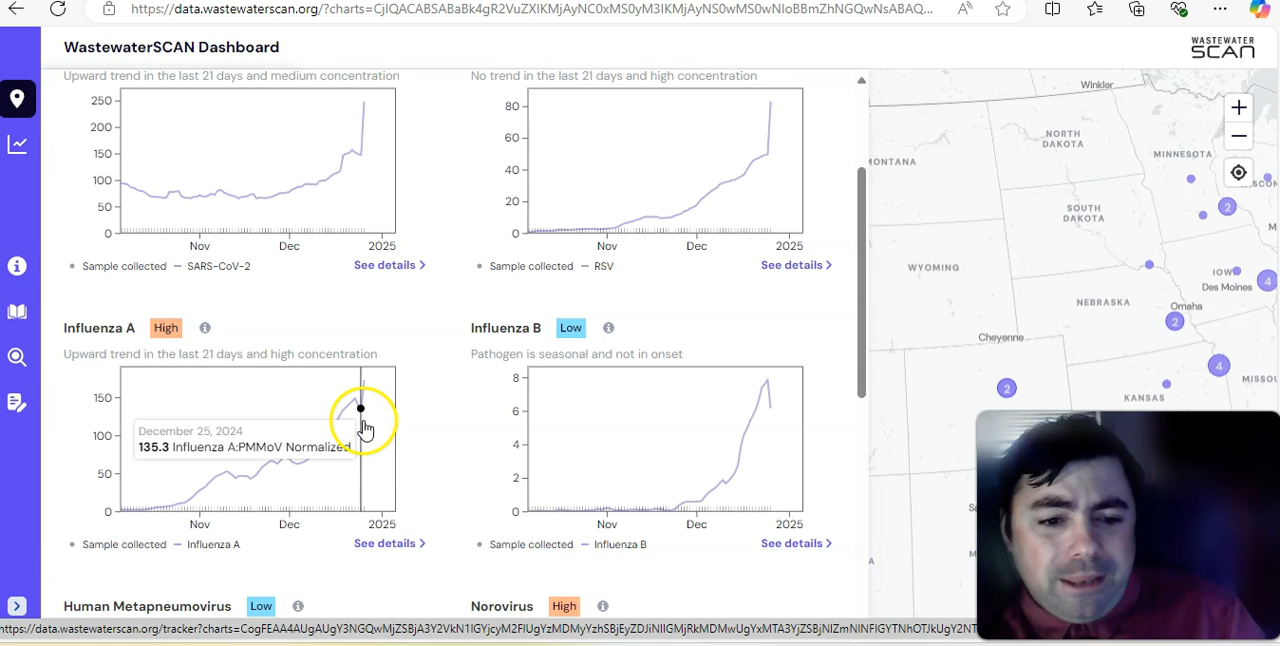 https://data.wastewaterscan.org/?charts=CjIQACABSABaBk4gR2VuZXIKMjAyNC0xMS0yM3IKMjAyNS0wMS0wNIoBBmZhNGQwNsABAQ...
WastewaterSCAN Dashboard
WASTEWATER
SCAN
Upward trend in the last 21 days and medium concentration
250
200
150
100
50
0
Nov
Dec
2025
Sample collected
SARS-CoV-2
See details >
No trend in the last 21 days and high concentration
80
60
40
20
0
Nov
Dec
2025
Sample collected
RSV
See details >
Influenza A
High
Upward trend in the last 21 days and high concentration
150
100
50
0
December 25, 2024
135.3 Influenza A:PMMoV Normalized
Nov
Dec
2025
Sample collected
Influenza A
See details >
Influenza B
Low
Pathogen is seasonal and not in onset
8
6
4
2
0
Nov
Dec
2025
Sample collected
Influenza B
See details >
Human Metapneumovirus
Low
Norovirus
High
Winkler
MONTANA
NORTH
DAKOTA
MINNESOTA
SOUTH
DAKOTA
2
WYOMING
IOWA
Des Moines
4
NEBRASKA
Omaha
2
Cheyenne
4
2
KANSAS
MISSOU